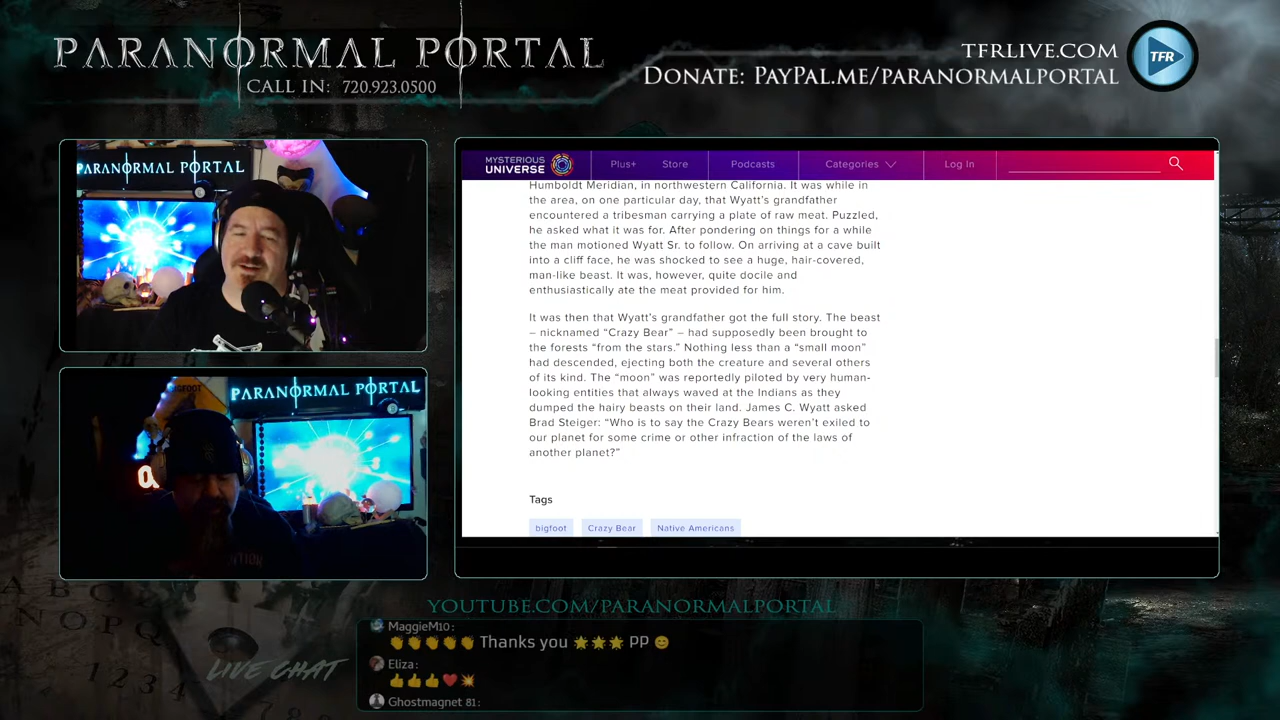 PARANORMAL PORTAL
CALL IN: 720.923.0500
TFRLIVE.COM
DONATE: PAYPAL.ME/PARANORMALPORTAL
TFR
PARANORMAL PORTAL
BIGFOOT
PARANORMAL PORTAL
MYSTERIOUS
UNIVERSE
Plus+ Store Podcasts Categories Log In
Humboldt Meridian, in northwestern California. It was while in
the area, on one particular day, that Wyatt’s grandfather
encountered a tribesman carrying a plate of raw meat. Puzzled,
he asked what it was for. After pondering on things for a while
the man motioned Wyatt Sr. to follow. On arriving at a cave built
into a cliff face, he was shocked to see a huge, hair-covered,
man-like beast. It was, however, quite docile and
enthusiastically ate the meat provided for him.
It was then that Wyatt’s grandfather got the full story. The beast
– nicknamed “Crazy Bear” – had supposedly been brought to
the forests “from the stars.” Nothing less than a “small moon”
had descended, ejecting both the creature and several others
of its kind. The “moon” was reportedly piloted by very human-
looking entities that always waved at the Indians as they
dumped the hairy beasts on their land. James C. Wyatt asked
Brad Steiger: “Who is to say the Crazy Bears weren’t exiled to
our planet for some crime or other infraction of the laws of
another planet?”
Tags
bigfoot Crazy Bear Native Americans
YOUTUBE.COM/PARANORMALPORTAL
A B C
N O P Q
1 2 3 4
LIVE CHAT
MaggieM10:
👏👏👏👏👏 Thanks you 🌟🌟🌟 PP 😊
Eliza:
👍👍👍❤️💥
Ghostmagnet 81: